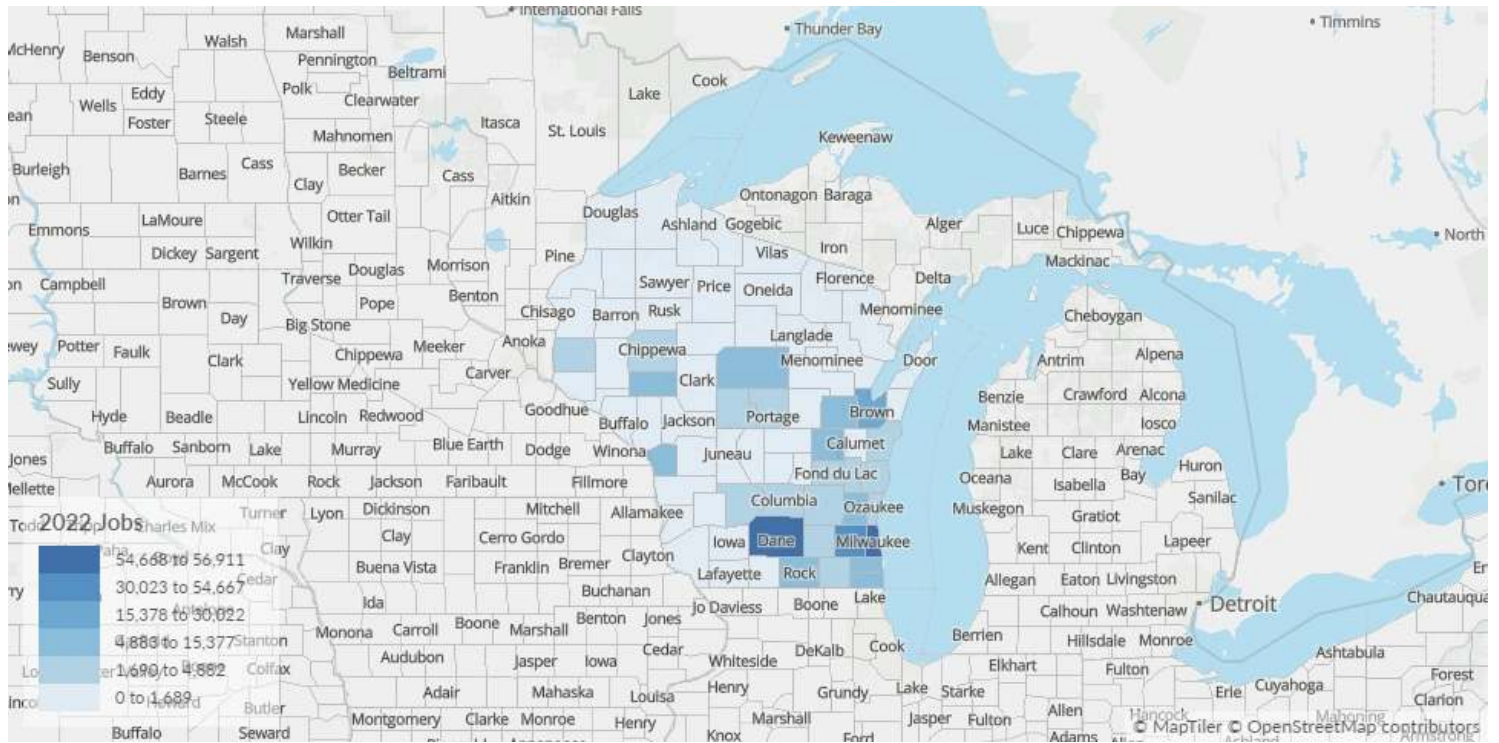 International Falls
Thunder Bay
Timmins
McHenry
Benson
Walsh
Marshall
Pennington
Beltrami
Polk
Clearwater
Eddy
Wells
Foster
Steele
Mahnomen
Itasca
St. Louis
Lake
Cook
Keweenaw
Burleigh
Barnes
Cass
Clay
Becker
Cass
Aitkin
Ontonagon
Baraga
Emmons
LaMoure
Otter Tail
Douglas
Ashland
Gogebic
Alger
Luce
Chippewa
North
Dickey
Sargent
Wilkin
Pine
Vilas
Iron
Mackinac
Campbell
Traverse
Douglas
Morrison
Sawyer
Price
Oneida
Florence
Delta
Brown
Day
Pope
Benton
Chisago
Barron
Rusk
Menominee
Cheboygan
Big Stone
Potter
Faulk
Clark
Chippewa
Meeker
Anoka
Chippewa
Langlade
Menominee
Door
Antrim
Alpena
Sully
Yellow Medicine
Carver
Clark
Benzie
Crawford
Alcona
Hyde
Beadle
Lincoln
Redwood
Goodhue
Buffalo
Jackson
Portage
Brown
Manistee
Iosco
Buffalo
Sanborn
Lake
Murray
Blue Earth
Dodge
Winona
Juneau
Calumet
Lake
Clare
Arenac
Jones
Mellette
Aurora
McCook
Rock
Jackson
Faribault
Fillmore
Fond du Lac
Oceana
Isabella
Bay
Huron
Sanilac
Turner
Lyon
Dickinson
Mitchell
Allamakee
Columbia
Ozaukee
Muskegon
Gratiot
2022 Jobs
Charles Mix
Clay
Clay
Cerro Gordo
Clayton
Iowa
Dane
Milwaukee
Kent
Clinton
Lapeer
54,668 to 56,911
30,023 to 54,667
15,378 to 30,022
4,883 to 15,377
1,690 to 4,882
0 to 1,689
Cedar
Buena Vista
Franklin
Bremer
Lafayette
Rock
Allegan
Eaton
Livingston
Buchanan
Ida
Jo Daviess
Boone
Lake
Calhoun
Washtenaw
Detroit
Chautauqua
Stanton
Monona
Carroll
Boone
Marshall
Benton
Jones
Berrien
Hillsdale
Monroe
Colfax
Audubon
Jasper
Iowa
Cedar
Whiteside
DeKalb
Cook
Elkhart
Fulton
Ashtabula
Forest
Howard
Butler
Adair
Mahaska
Louisa
Henry
Grundy
Lake
Starke
Erie
Cuyahoga
Clarion
Buffalo
Seward
Montgomery
Clarke
Monroe
Henry
Knox
Marshall
Ford
Jasper
Fulton
Allen
Adams
Hancock
Mahoning
© MapTiler © OpenStreetMap contributors